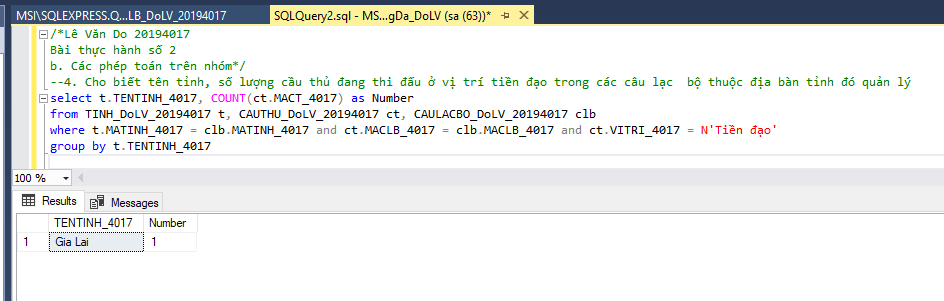 MSI\SQLEXPRESS.Q...LB_DoLV_20194017
SQLQuery2.sql - MS...gDa_DoLV (sa (63))*
/*Lê Văn Do 20194017
Bài thực hành số 2
b. Các phép toán trên nhóm*/
--4. Cho biết tên tỉnh, số lượng cầu thủ đang thi đấu ở vị trí tiền đạo trong các câu lạc  bộ thuộc địa bàn tỉnh đó quản lý
select t.TENTINH_4017, COUNT(ct.MACT_4017) as Number
from TINH_DoLV_20194017 t, CAUTHU_DoLV_20194017 ct, CAULACBO_DoLV_20194017 clb
where t.MATINH_4017 = clb.MATINH_4017 and ct.MACLB_4017 = clb.MACLB_4017 and ct.VITRI_4017 = N'Tiền đạo'
group by t.TENTINH_4017
100 %
Results Messages
TENTINH_4017 Number
1 Gia Lai 1